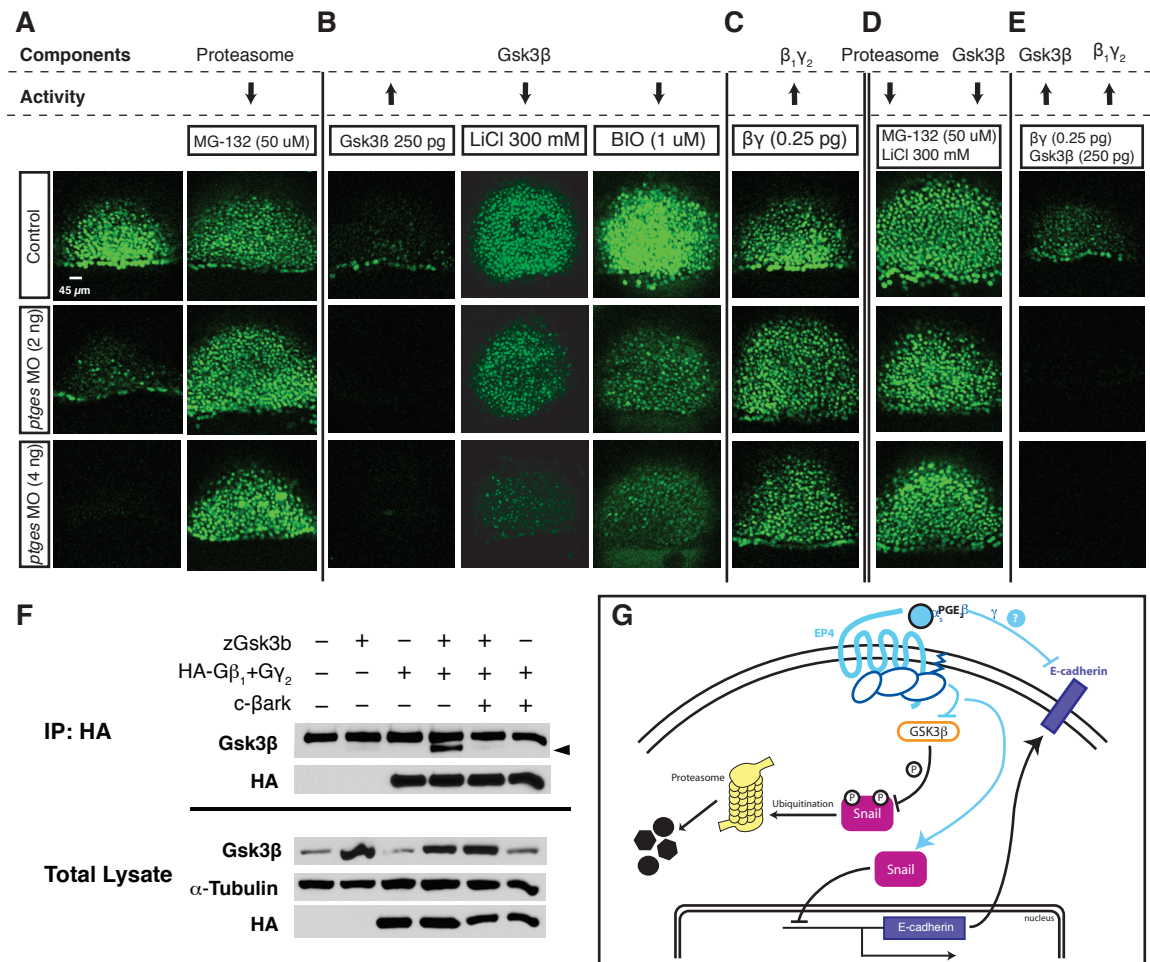 A B C D E
Components Proteasome Gsk3β β₁γ₂ Proteasome Gsk3β Gsk3β β₁γ₂
Activity
MG-132 (50 uM) Gsk3ß 250 pg LiCl 300 mM BIO (1 uM) βγ (0.25 pg) MG-132 (50 uM) LiCl 300 mM βγ (0.25 pg) Gsk3β (250 pg)
Control
45 µm
ptges MO (2 ng)
ptges MO (4 ng)
F
zGsk3b – + – + + –
HA-Gβ₁+Gγ₂ – – + + + +
c-βark – – – – + +
IP: HA
Gsk3β
HA
Total Lysate
Gsk3β
α-Tubulin
HA
G
EP4
αs PGE₂ β γ ?
E-cadherin
GSK3β
P
Proteasome
Ubiquitination
P P
Snail
Snail
nucleus
E-cadherin